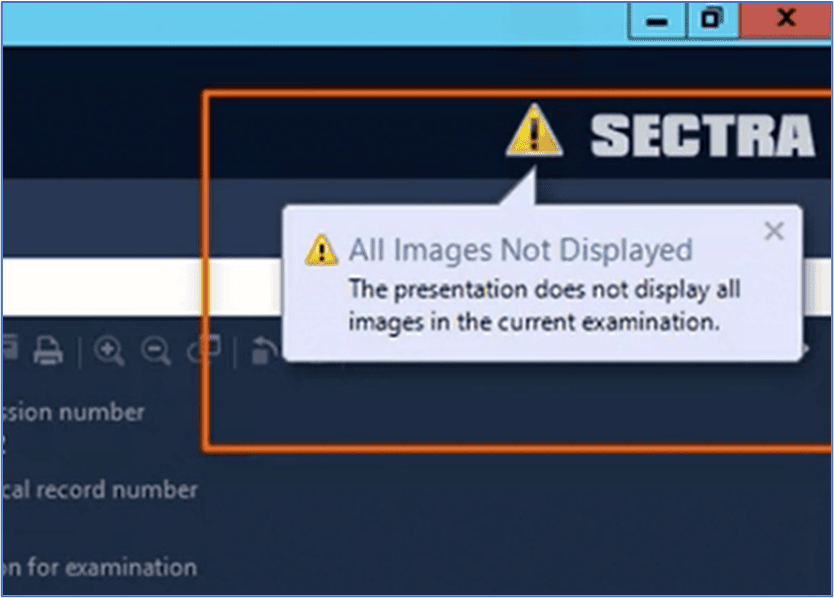 SECTRA
All Images Not Displayed
The presentation does not display all
images in the current examination.
ssion number
cal record number
on for examination